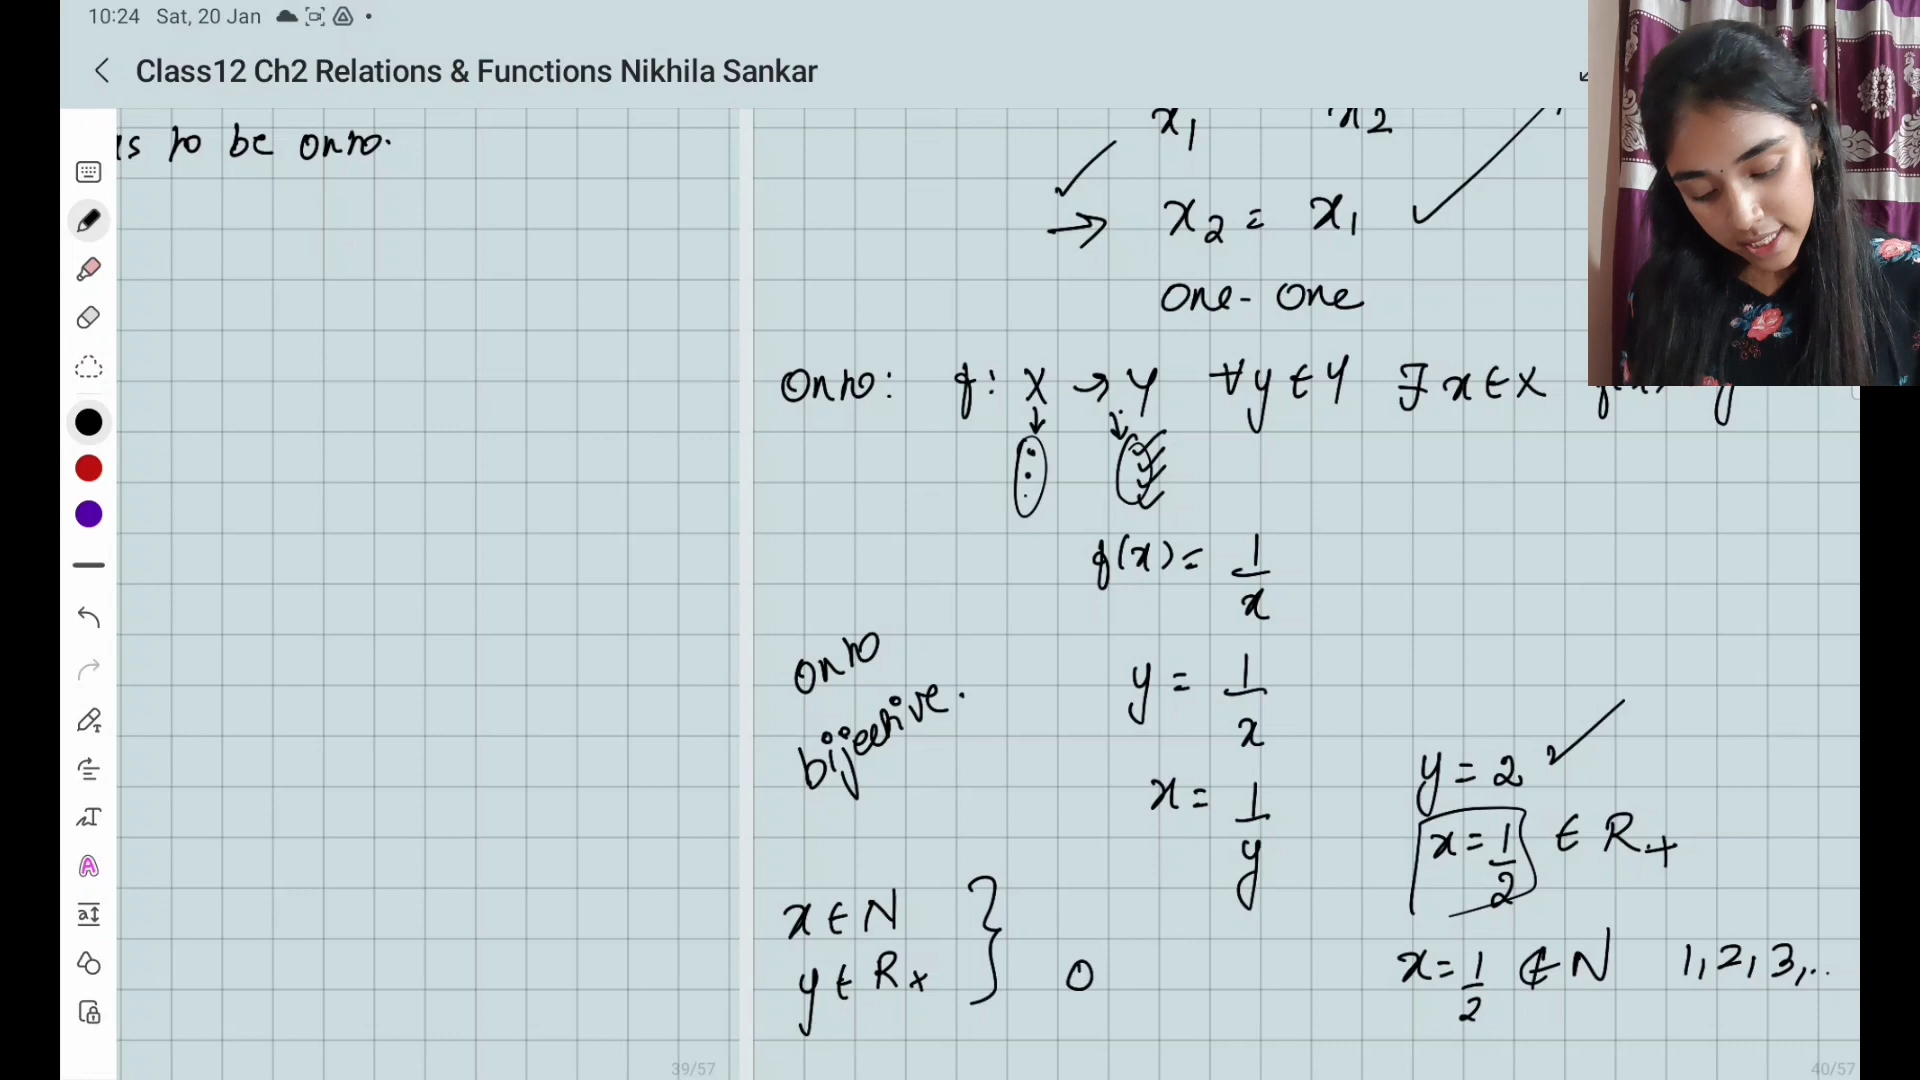 10:24 Sat, 20 Jan
Class12 Ch2 Relations & Functions Nikhila Sankar
to be onto.
x₁ x₂
→ x₂ = x₁
One-One
Onto: f: X → Y ∀y ∈ Y ∃ x ∈ X
f(x) = 1/x
onto
bijective.
y = 1/x
x = 1/y
y = 2
x = 1/2 ∈ R₊
x ∈ N
y ∈ Rₓ
x = 1/2 ∉ N 1, 2, 3, ..
39/57
40/57